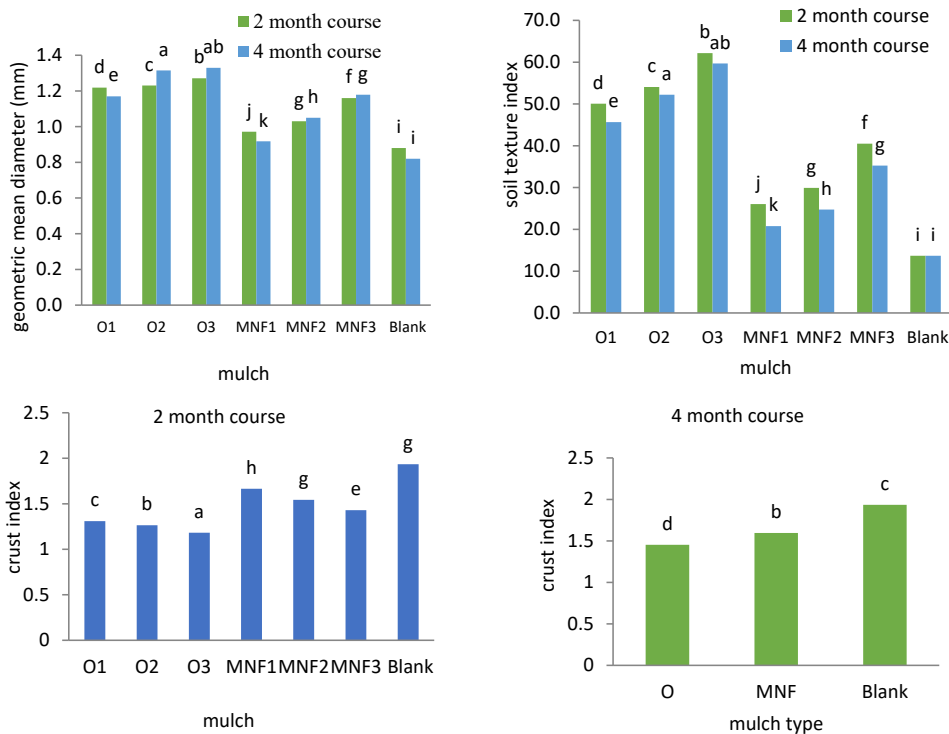 2 month course
4 month course
geometric mean diameter (mm)
1.4
1.2
1.0
0.8
0.6
0.4
0.2
0.0
d e c a b ab j k g h f g i i
O1 O2 O3 MNF1 MNF2 MNF3 Blank
mulch
2 month course
4 month course
soil texture index
70.0
60.0
50.0
40.0
30.0
20.0
10.0
0.0
d e c a b ab j k g h f g i i
O1 O2 O3 MNF1 MNF2 MNF3 Blank
mulch
2 month course
crust index
2.5
2
1.5
1
0.5
0
c b a h g e g
O1 O2 O3 MNF1 MNF2 MNF3 Blank
mulch
4 month course
crust index
2.5
2
1.5
1
0.5
0
d b c
O MNF Blank
mulch type